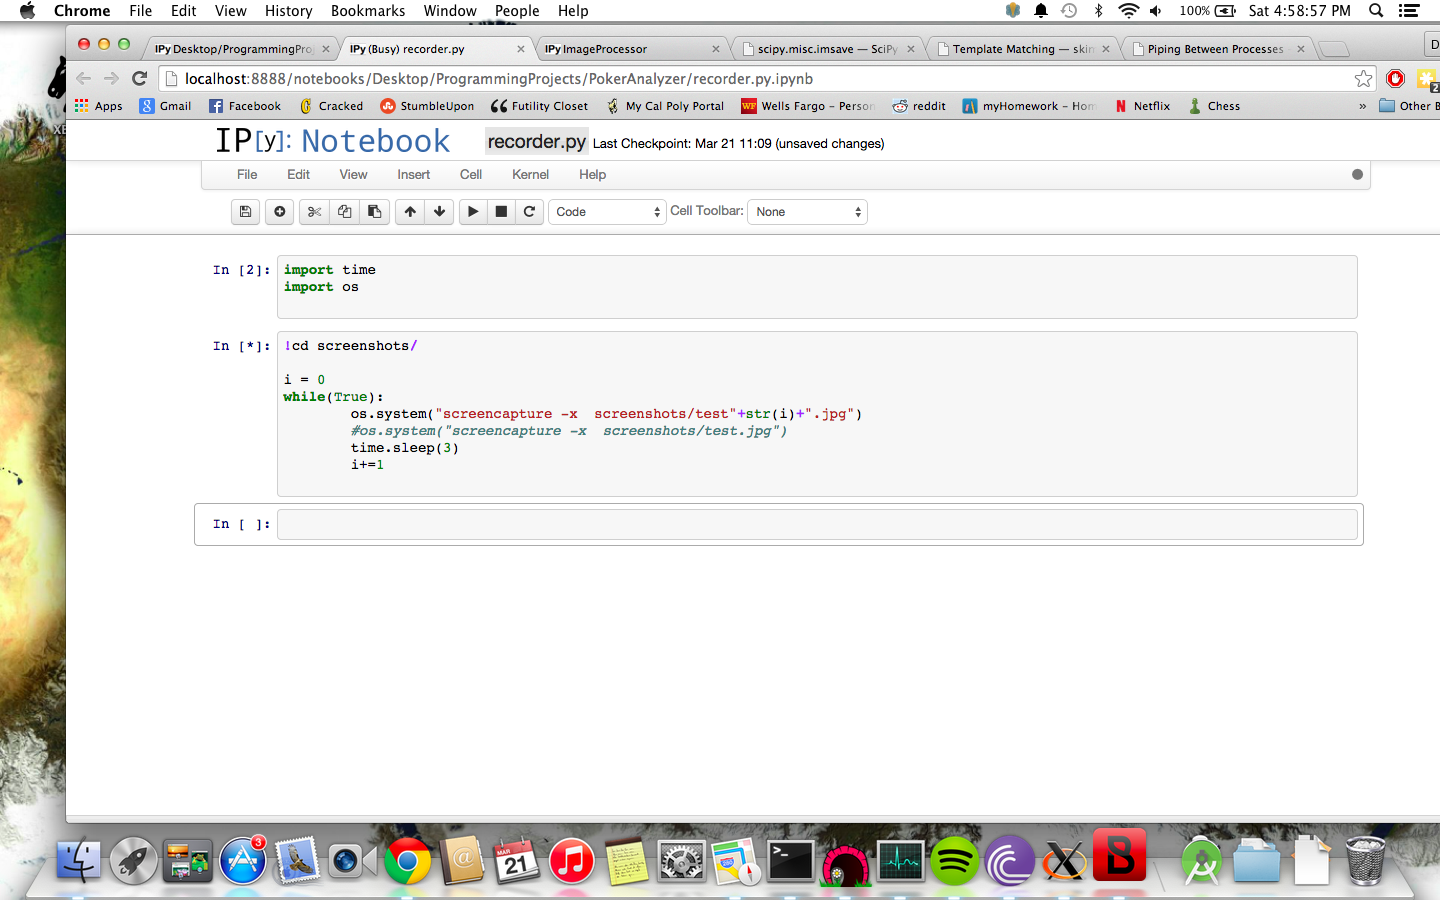 Chrome File Edit View History Bookmarks Window People Help 100% Sat 4:58:57 PM
IPy Desktop/ProgrammingProj IPy (Busy) recorder.py IPy ImageProcessor scipy.misc.imsave — SciPy Template Matching — skim Piping Between Processes
localhost:8888/notebooks/Desktop/ProgrammingProjects/PokerAnalyzer/recorder.py.ipynb 2
Apps Gmail Facebook Cracked StumbleUpon Futility Closet My Cal Poly Portal Wells Fargo – Person reddit myHomework – Hom Netflix Chess » Other B
IP[y]: Notebook recorder.py Last Checkpoint: Mar 21 11:09 (unsaved changes)
File Edit View Insert Cell Kernel Help
Code Cell Toolbar: None
In [2]: import time
import os
In [*]: !cd screenshots/
i = 0
while(True):
os.system("screencapture -x  screenshots/test"+str(i)+".jpg")
#os.system("screencapture -x  screenshots/test.jpg")
time.sleep(3)
i+=1
In [ ]:
3
MAR
21